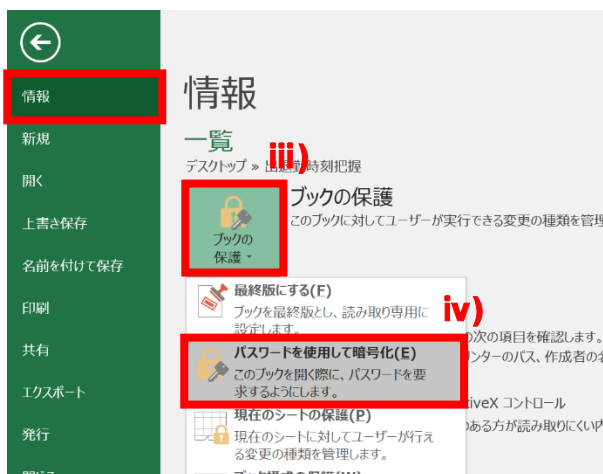 情報
新規
開く
上書き保存
名前を付けて保存
印刷
共有
エクスポート
発行
情報
一覧
デスクトップ » 出退勤時刻把握
iii)
ブックの
保護
ブックの保護
このブックに対してユーザーが実行できる変更の種類を管理
最終版にする(F)
ブックを最終版とし、読み取り専用に
設定します。
iv)
パスワードを使用して暗号化(E)
このブックを開く際に、パスワードを要
求するようにします。
現在のシートの保護(P)
現在のシートに対してユーザーが行え
る変更の種類を管理します。
の次の項目を確認します。
ンターのパス、作成者の名
tiveX コントロール
ある方が読み取りにくい内